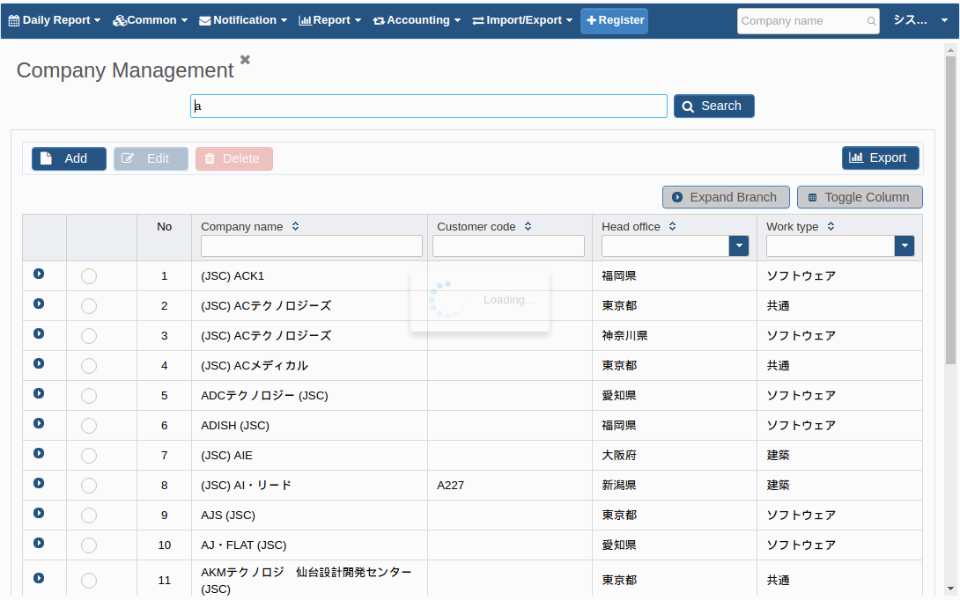 Daily Report Common Notification Report Accounting Import/Export Register Company name シス...
Company Management
a Search
Add Edit Delete Export
Expand Branch Toggle Column
No Company name Customer code Head office Work type
1 (JSC) ACK1 福岡県 ソフトウェア
Loading...
2 (JSC) ACテクノロジーズ 東京都 共通
3 (JSC) ACテクノロジーズ 神奈川県 ソフトウェア
4 (JSC) ACメディカル 東京都 共通
5 ADCテクノロジー (JSC) 愛知県 ソフトウェア
6 ADISH (JSC) 福岡県 ソフトウェア
7 (JSC) AIE 大阪府 建築
8 (JSC) AI・リード A227 新潟県 建築
9 AJS (JSC) 東京都 ソフトウェア
10 AJ・FLAT (JSC) 愛知県 ソフトウェア
11 AKMテクノロジ　仙台設計開発センター (JSC) 東京都 共通